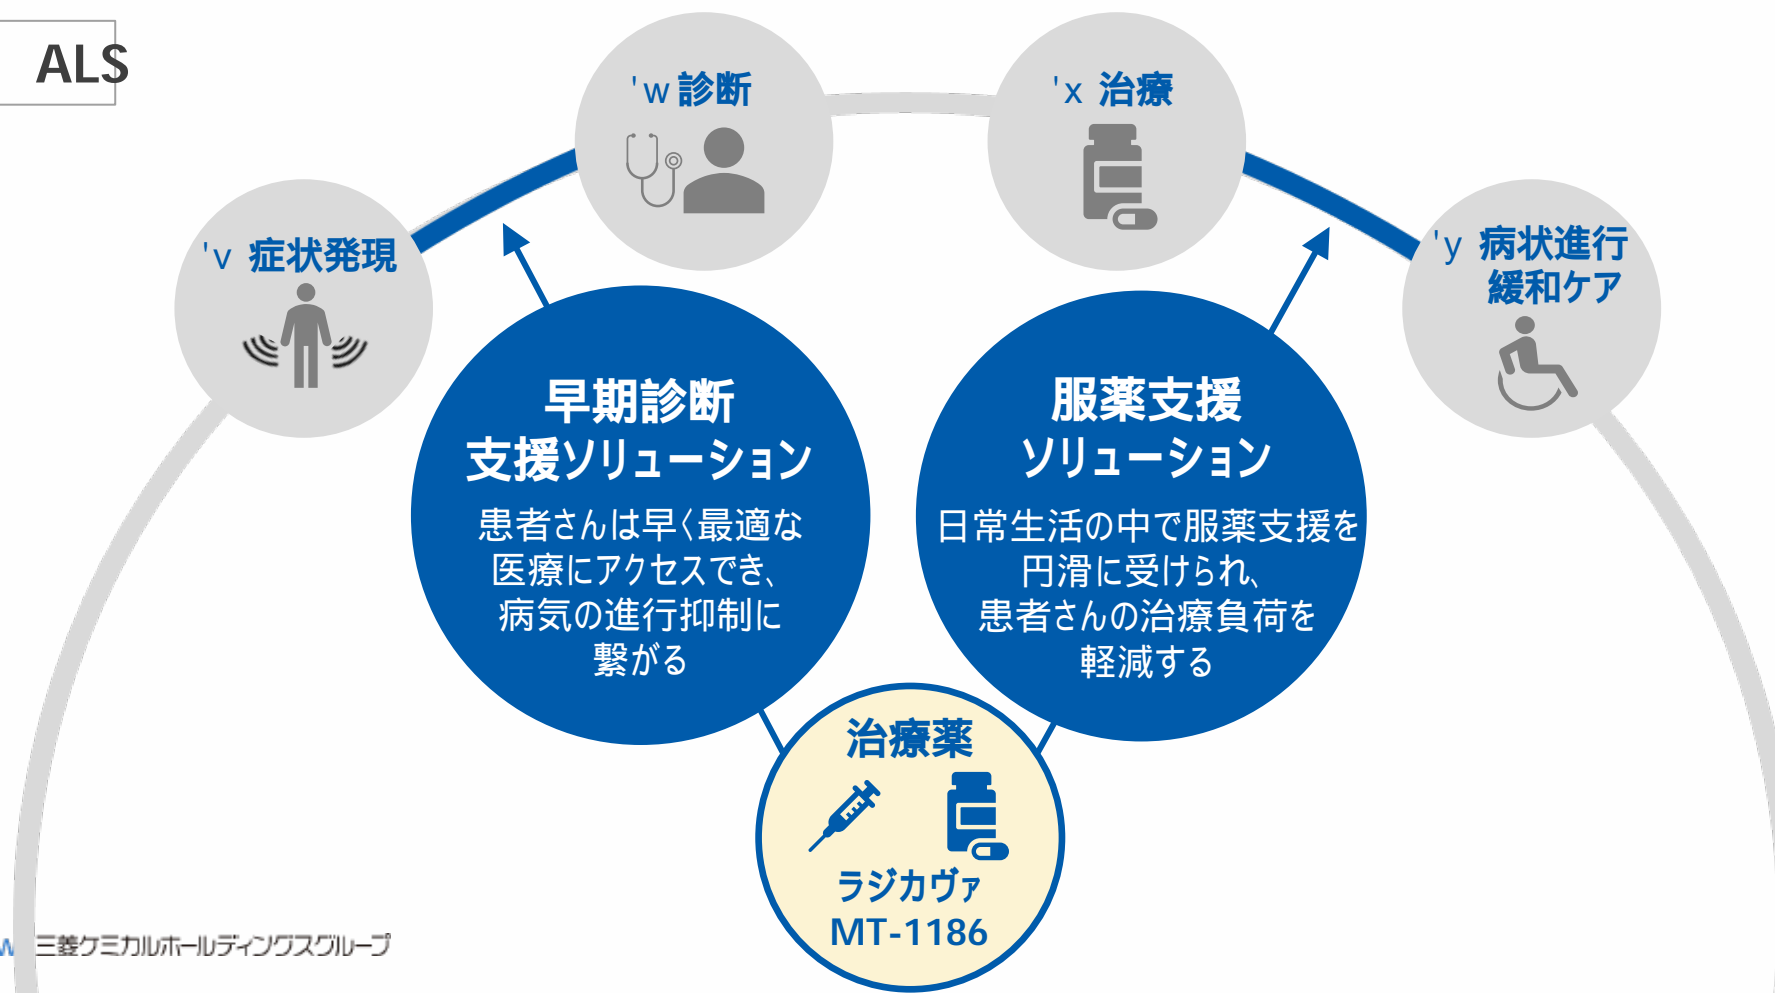 ALS
'v 症状発現
'w 診断
'x 治療
'y 病状進行
緩和ケア
早期診断
支援ソリューション
患者さんは早く最適な
医療にアクセスでき、
病気の進行抑制に
繋がる
服薬支援
ソリューション
日常生活の中で服薬支援を
円滑に受けられ、
患者さんの治療負荷を
軽減する
治療薬
ラジカヴァ
MT-1186
三菱ケミカルホールディングスグループ